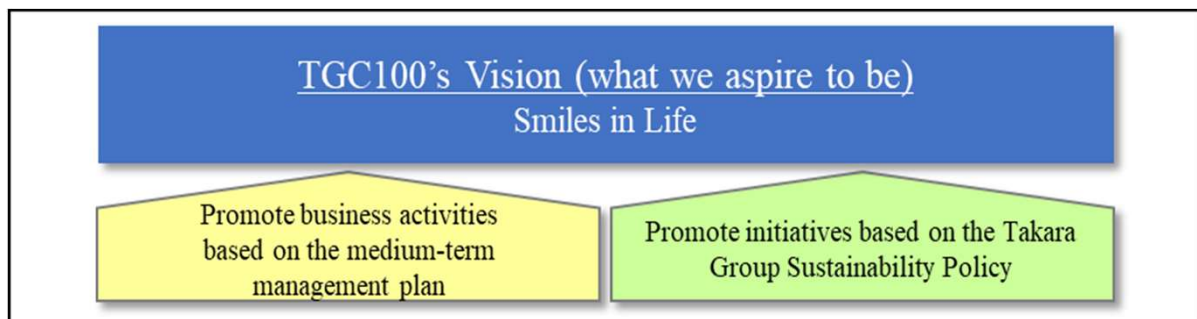 TGC100’s Vision (what we aspire to be)
Smiles in Life
Promote business activities
based on the medium-term
management plan
Promote initiatives based on the Takara
Group Sustainability Policy